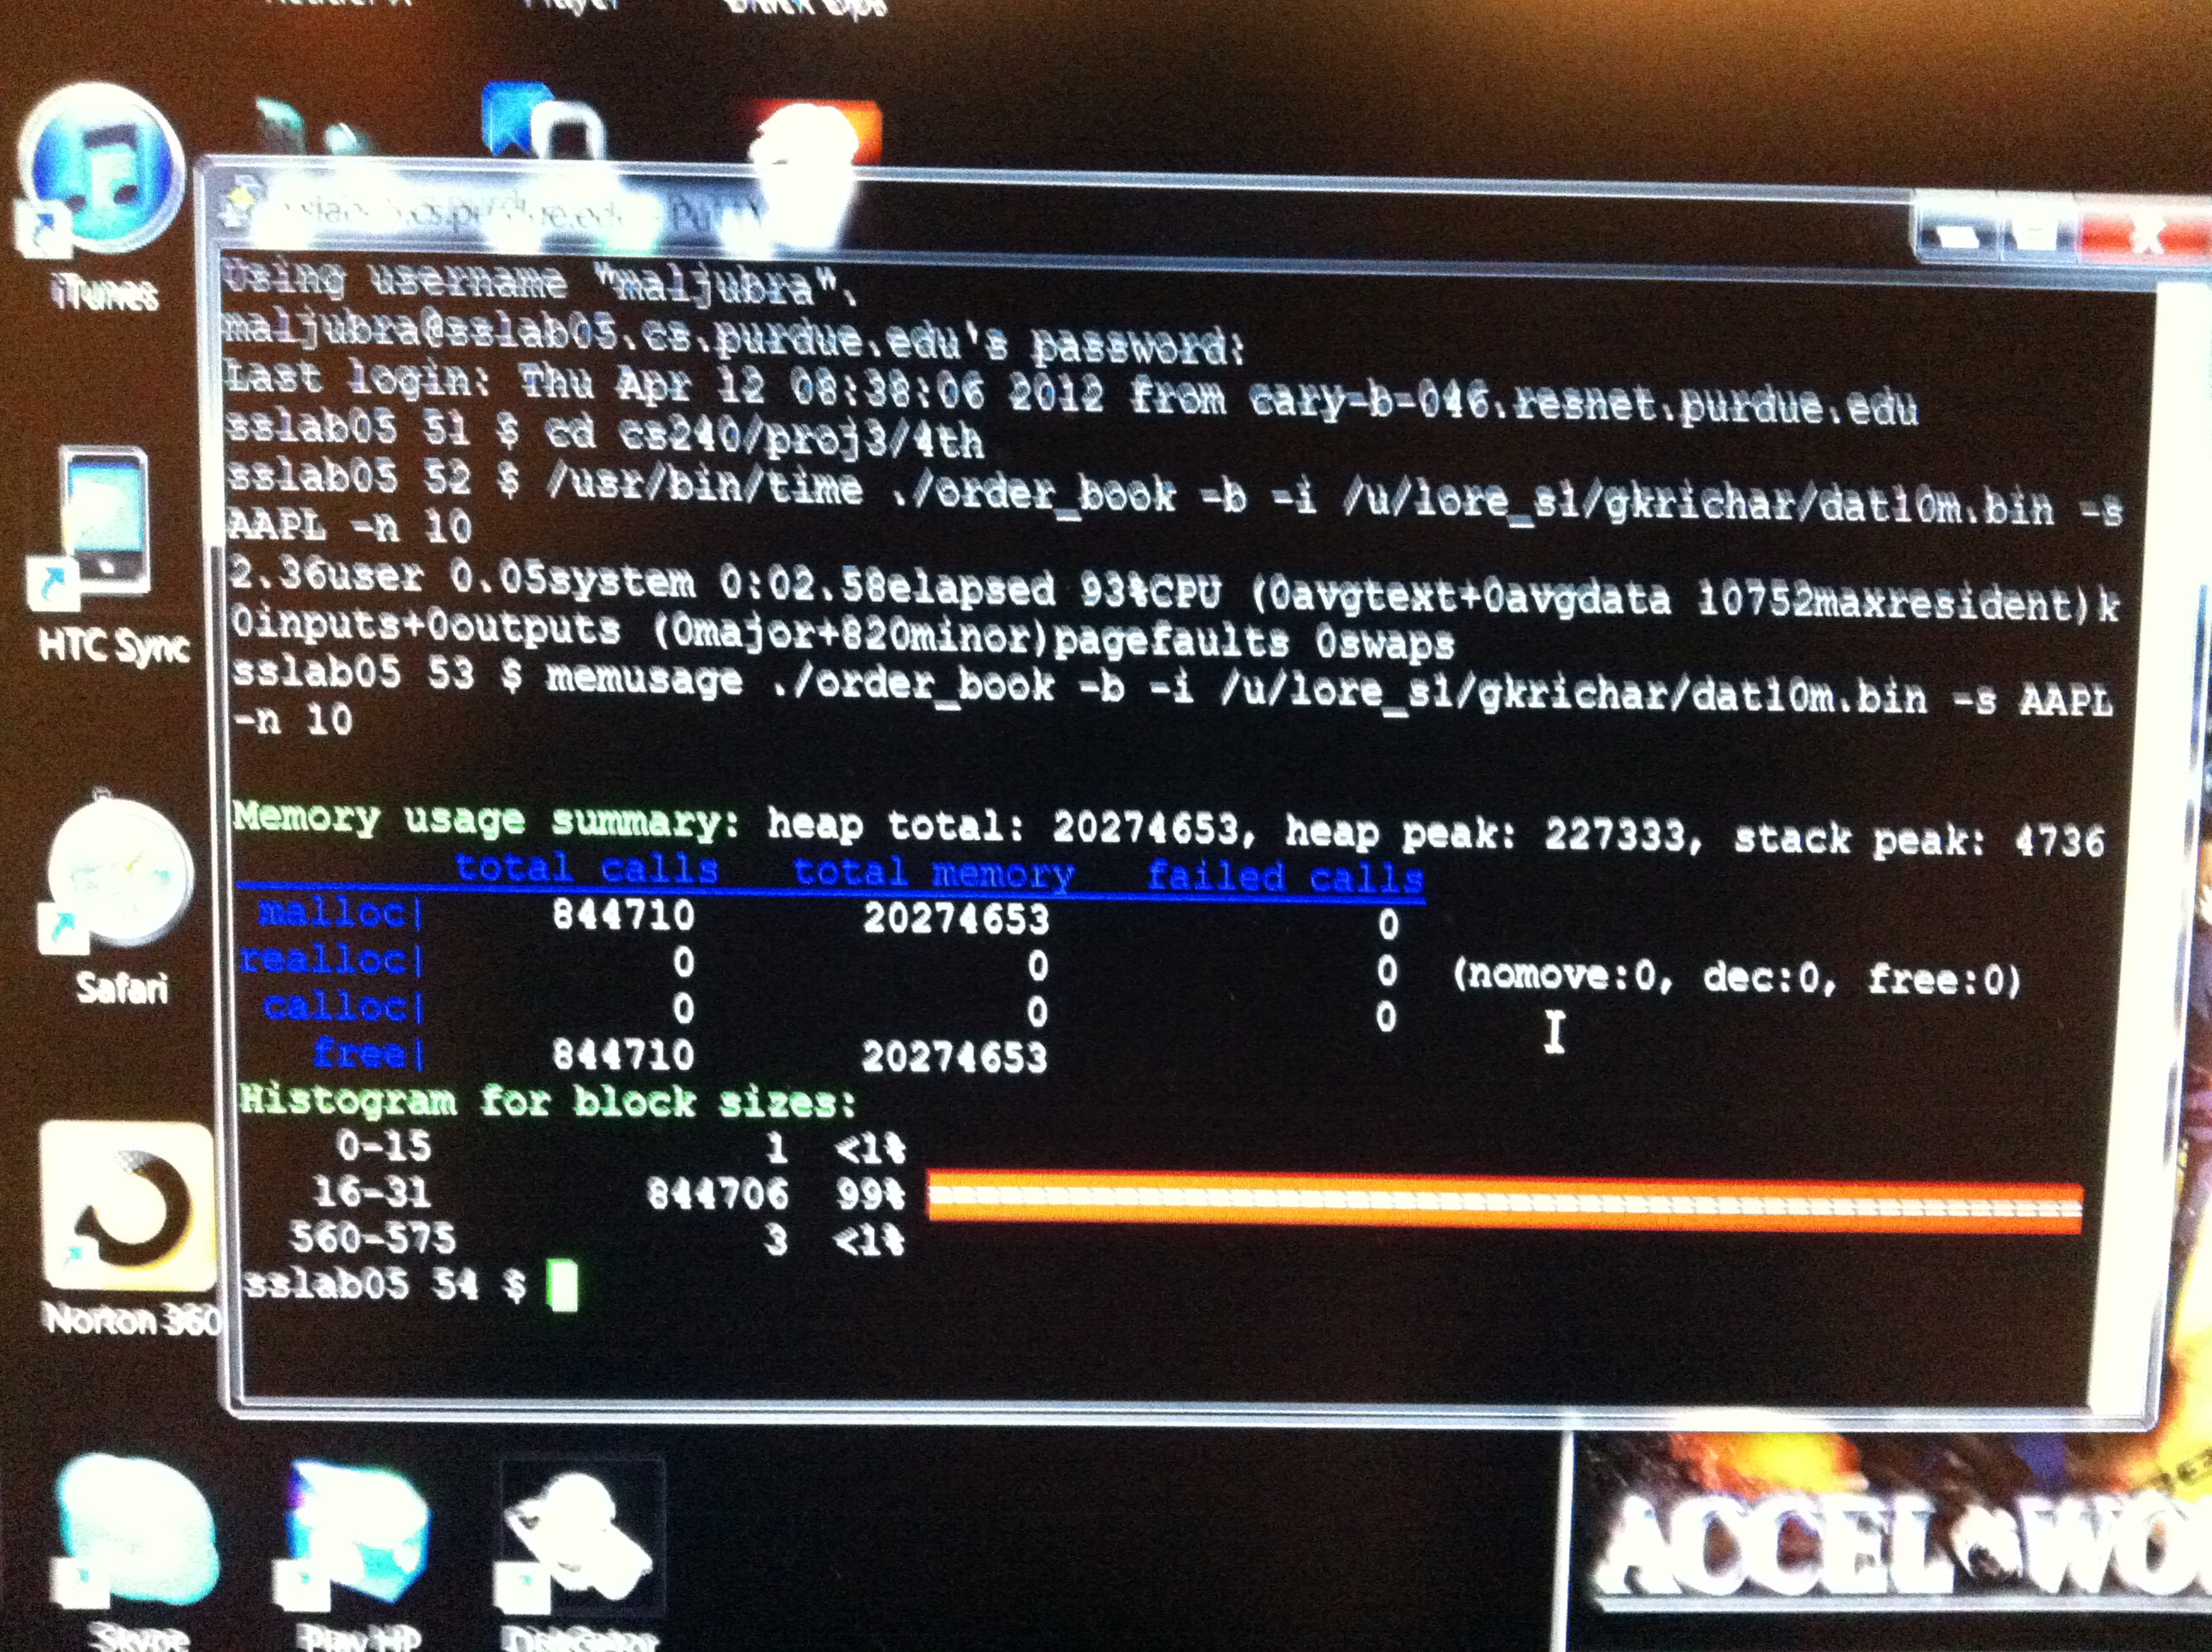 iTunes
Using username "maljubra".
maljubra@sslab05.cs.purdue.edu's password:
Last login: Thu Apr 12 08:38:06 2012 from cary-b-046.resnet.purdue.edu
sslab05 51 $ cd cs240/proj3/4th
sslab05 52 $ /usr/bin/time ./order_book -b -i /u/lore_s1/gkrichar/dat10m.bin -s
AAPL -n 10
2.36user 0.05system 0:02.58elapsed 93%CPU (0avgtext+0avgdata 10752maxresident)k
0inputs+0outputs (0major+820minor)pagefaults 0swaps
sslab05 53 $ memusage ./order_book -b -i /u/lore_s1/gkrichar/dat10m.bin -s AAPL
-n 10
Memory usage summary: heap total: 20274653, heap peak: 227333, stack peak: 4736
total calls total memory failed calls
malloc| 844710 20274653 0
realloc| 0 0 0 (nomove:0, dec:0, free:0)
calloc| 0 0 0
free| 844710 20274653
Histogram for block sizes:
0-15 1 <1%
16-31 844706 99%
560-575 3 <1%
sslab05 54 $
HTC Sync
Safari
Norton 360
Skype
Play HP
ACCEL WO